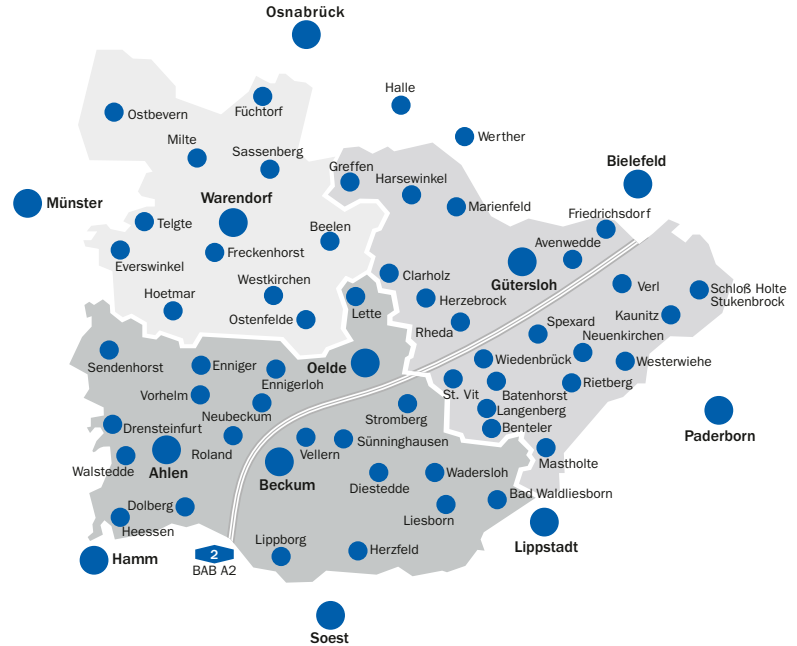 Osnabrück
Halle
Ostbevern
Füchtorf
Werther
Milte
Sassenberg
Greffen
Harsewinkel
Bielefeld
Münster
Warendorf
Marienfeld
Friedrichsdorf
Telgte
Beelen
Avenwedde
Everswinkel
Freckenhorst
Clarholz
Gütersloh
Westkirchen
Hoetmar
Herzebrock
Verl
Schloß Holte
Stukenbrock
Ostenfelde
Lette
Rheda
Spexard
Kaunitz
Neuenkirchen
Sendenhorst
Enniger
Ennigerloh
Oelde
Wiedenbrück
Westerwiehe
Vorhelm
St. Vit
Batenhorst
Rietberg
Neubeckum
Stromberg
Langenberg
Drensteinfurt
Benteler
Paderborn
Roland
Vellern
Sünninghausen
Walstedde
Ahlen
Beckum
Diestedde
Wadersloh
Mastholte
Bad Waldliesborn
Dolberg
Liesborn
Heessen
Lippborg
Herzfeld
Lippstadt
Hamm
2
BAB A2
Soest